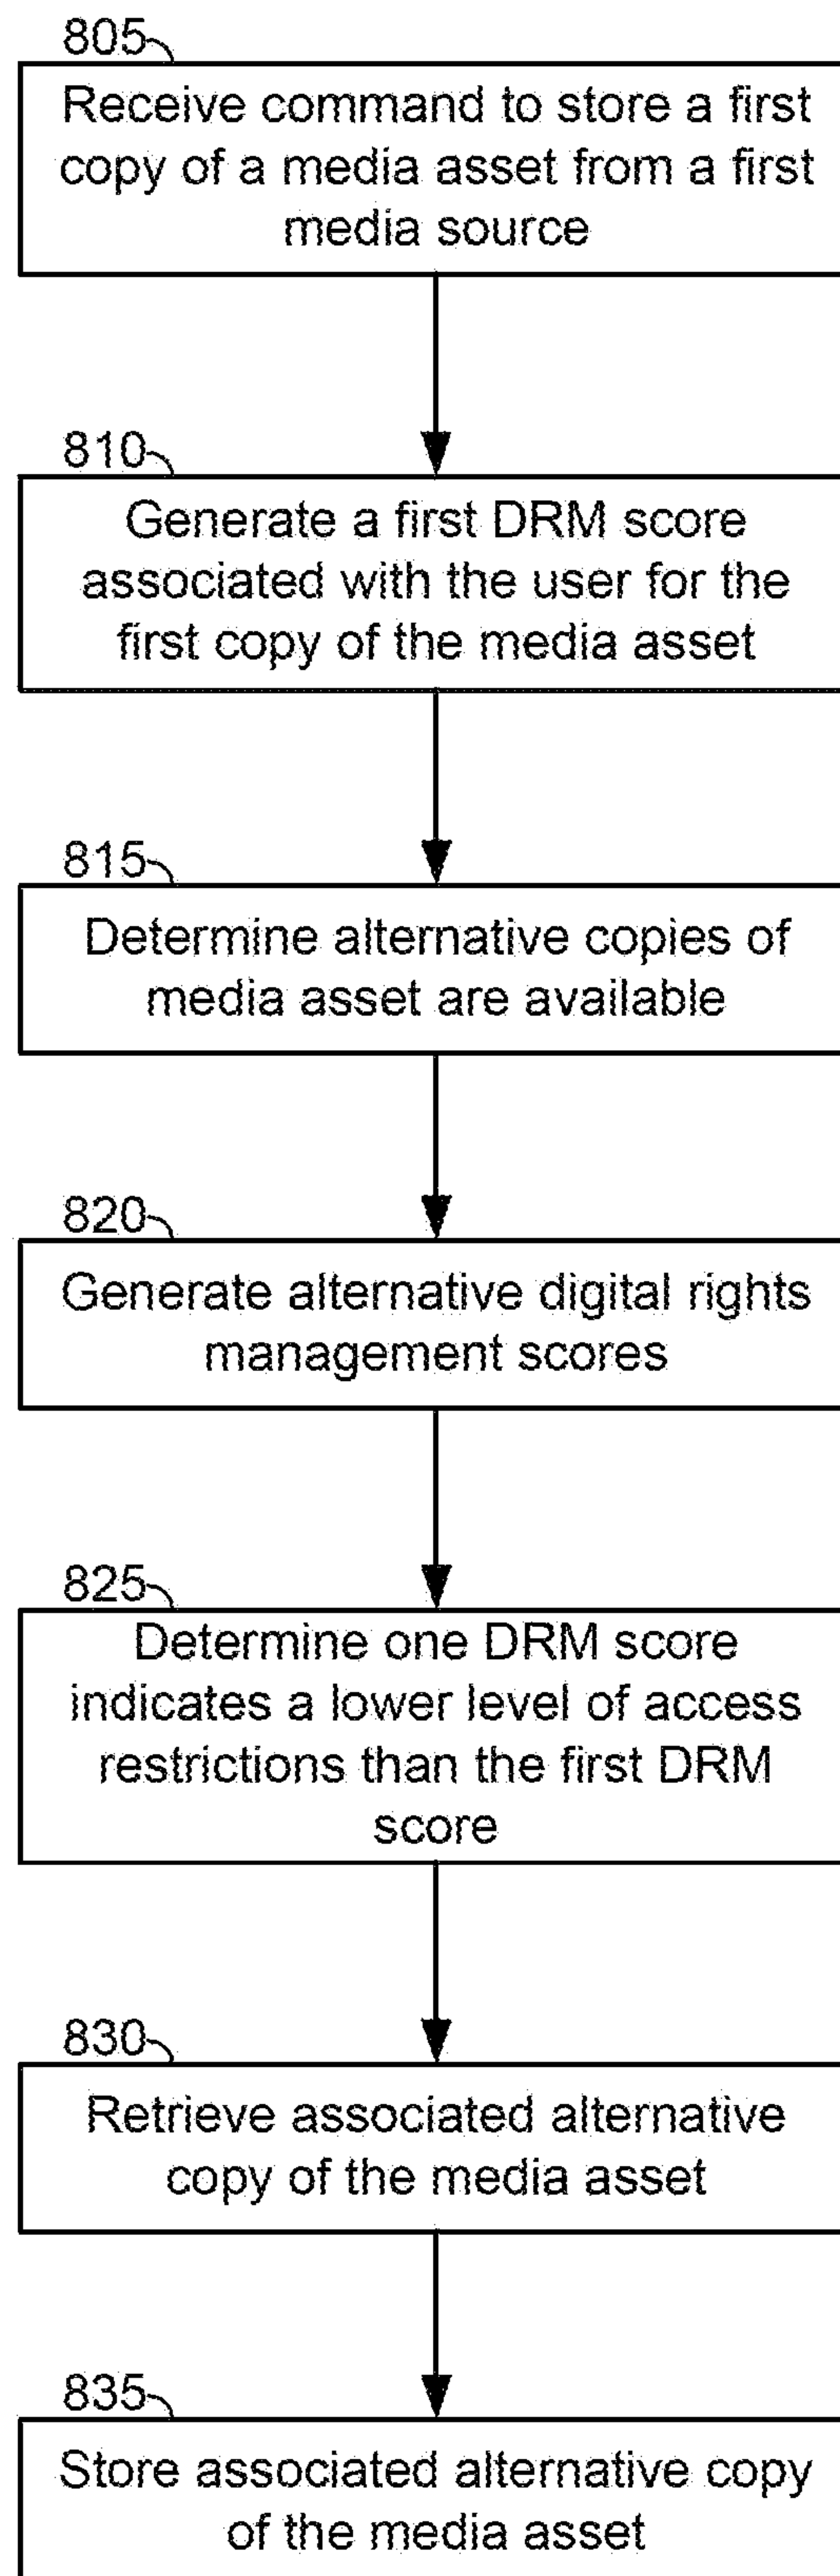 805
Receive command to store a first
copy of a media asset from a first
media source
810
Generate a first DRM score
associated with the user for the
first copy of the media asset
815
Determine alternative copies of
media asset are available
820
Generate alternative digital rights
management scores
825
Determine one DRM score
indicates a lower level of access
restrictions than the first DRM
score
830
Retrieve associated alternative
copy of the media asset
835
Store associated alternative copy
of the media asset